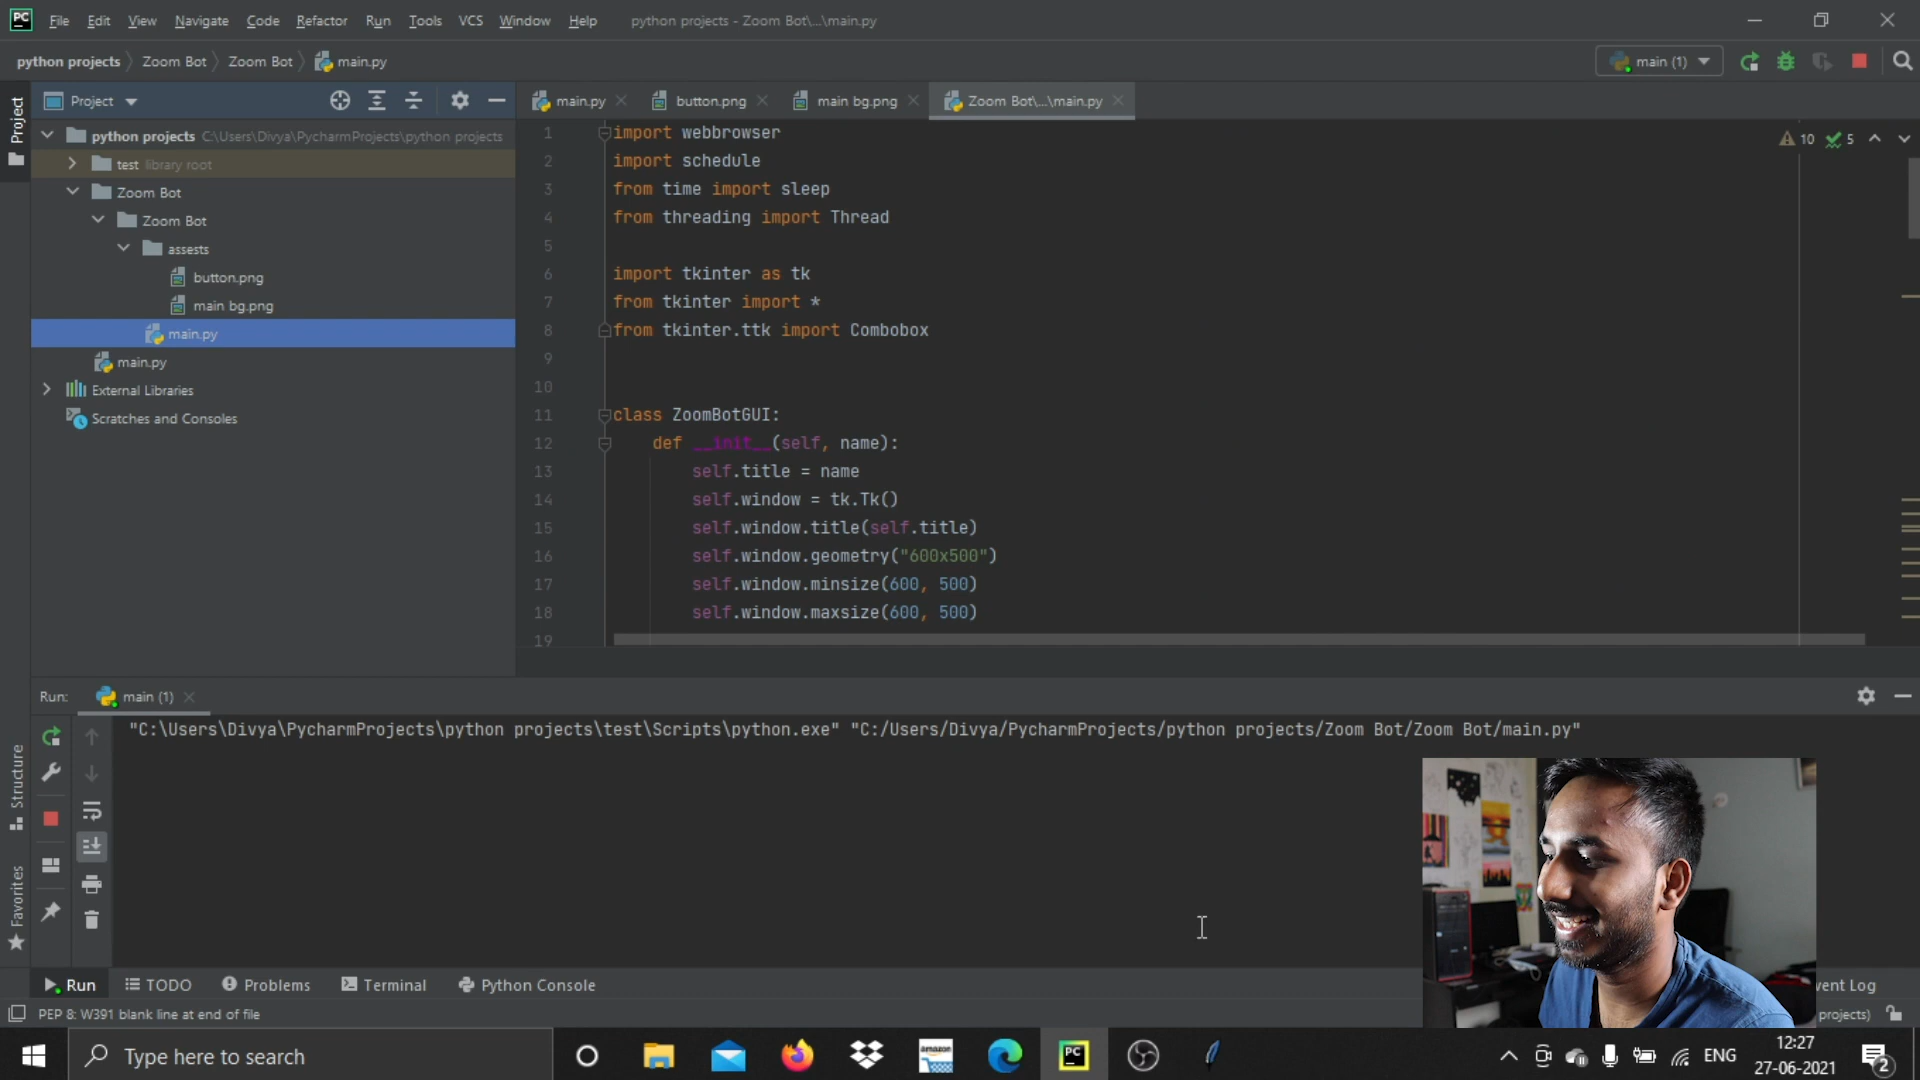 PC File Edit View Navigate Code Refactor Run Tools VCS Window Help python projects - Zoom Bot\...\main.py
python projects Zoom Bot Zoom Bot main.py main (1)
Project
Project
main.py button.png main bg.png Zoom Bot\...\main.py
python projects C:\Users\Divya\PycharmProjects\python projects
test library root
Zoom Bot
Zoom Bot
assests
button.png
main bg.png
main.py
main.py
External Libraries
Scratches and Consoles
10 5
1 import webbrowser
2 import schedule
3 from time import sleep
4 from threading import Thread
5
6 import tkinter as tk
7 from tkinter import *
8 from tkinter.ttk import Combobox
9
10
11 class ZoomBotGUI:
12 def __init__(self, name):
13 self.title = name
14 self.window = tk.Tk()
15 self.window.title(self.title)
16 self.window.geometry("600x500")
17 self.window.minsize(600, 500)
18 self.window.maxsize(600, 500)
19
Run: main (1)
"C:\Users\Divya\PycharmProjects\python projects\test\Scripts\python.exe" "C:/Users/Divya/PycharmProjects/python projects/Zoom Bot/Zoom Bot/main.py"
Structure
Favorites
Run TODO Problems Terminal Python Console vent Log
PEP 8: W391 blank line at end of file projects)
Type here to search amazon PC ENG 12:27
27-06-2021 2